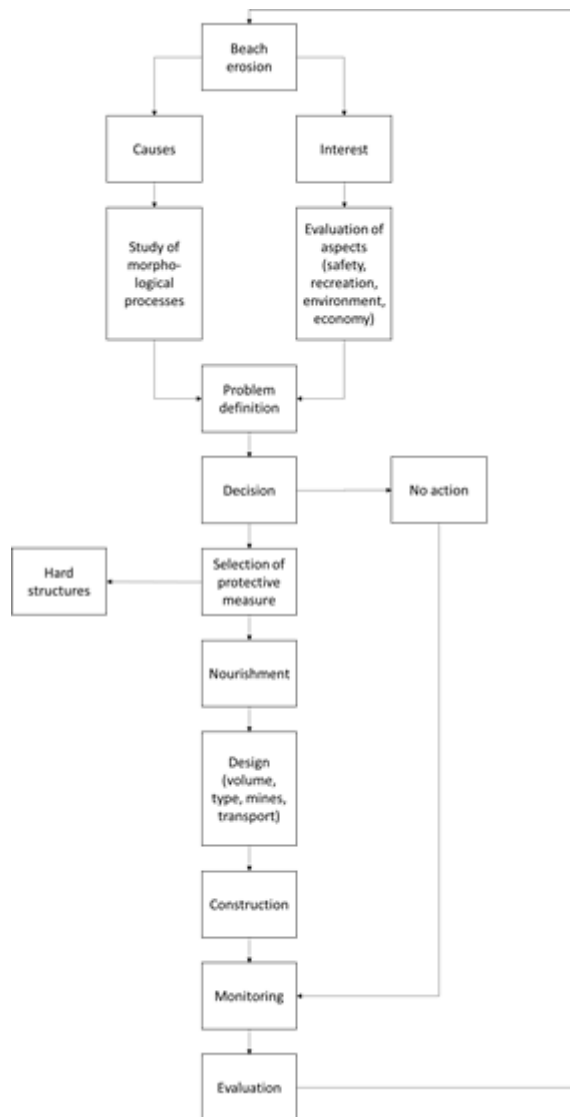 Beach
erosion
Causes
Interest
Study of
morpho-
logical
processes
Evaluation of
aspects
(safety,
recreation,
environment,
economy)
Problem
definition
Decision
No action
Hard
structures
Selection of
protective
measure
Nourishment
Design
(volume,
type, mines,
transport)
Construction
Monitoring
Evaluation